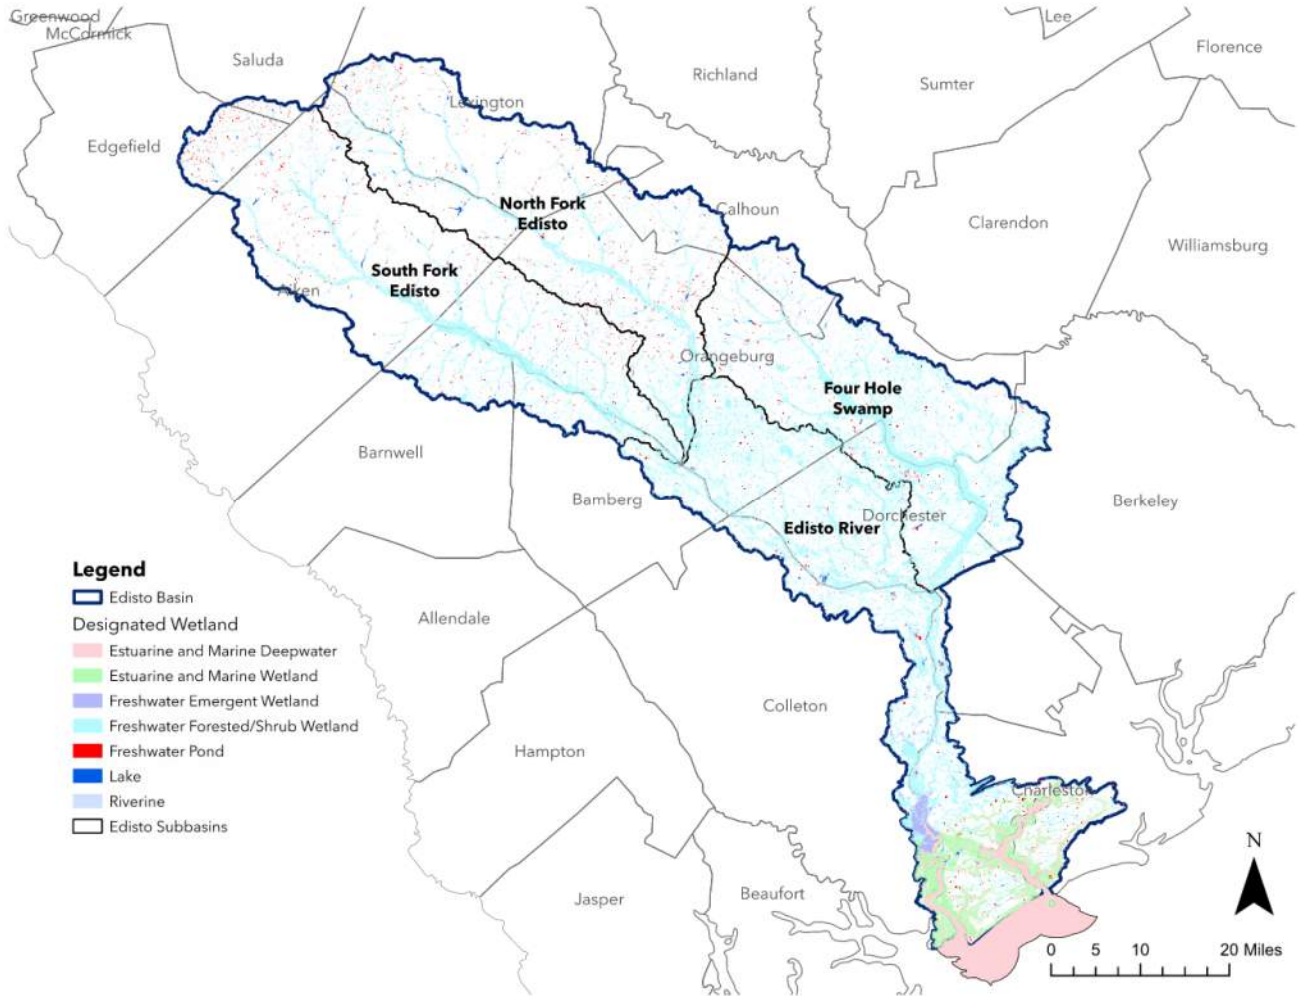 Greenwood
McCormick
Lee
Saluda
Richland
Sumter
Florence
Lexington
Edgefield
North Fork
Edisto
Calhoun
Clarendon
Williamsburg
South Fork
Edisto
Aiken
Orangeburg
Four Hole
Swamp
Barnwell
Bamberg
Edisto River
Dorchester
Berkeley
Legend
Edisto Basin
Designated Wetland
Estuarine and Marine Deepwater
Estuarine and Marine Wetland
Freshwater Emergent Wetland
Freshwater Forested/Shrub Wetland
Freshwater Pond
Lake
Riverine
Edisto Subbasins
Allendale
Colleton
Hampton
Charleston
Jasper
Beaufort
N
0 5 10 20 Miles